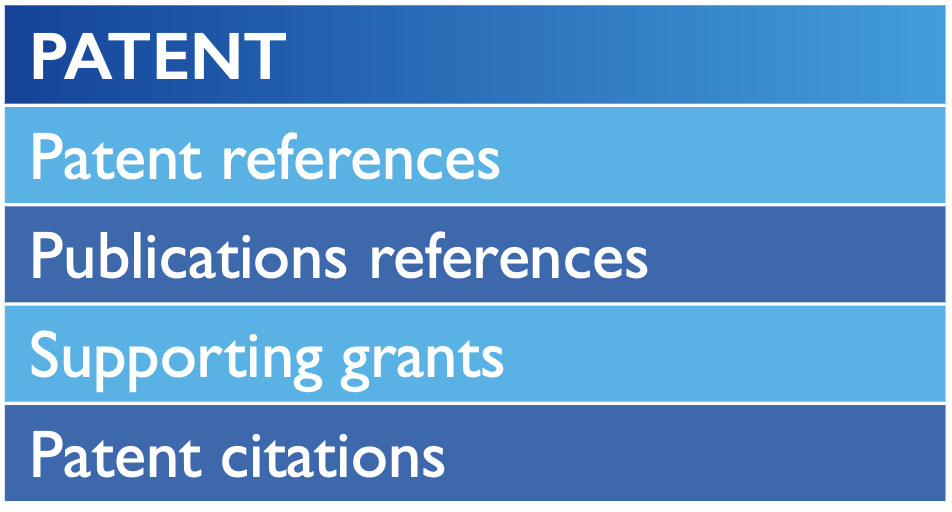 PATENT
Patent references
Publications references
Supporting grants
Patent citations